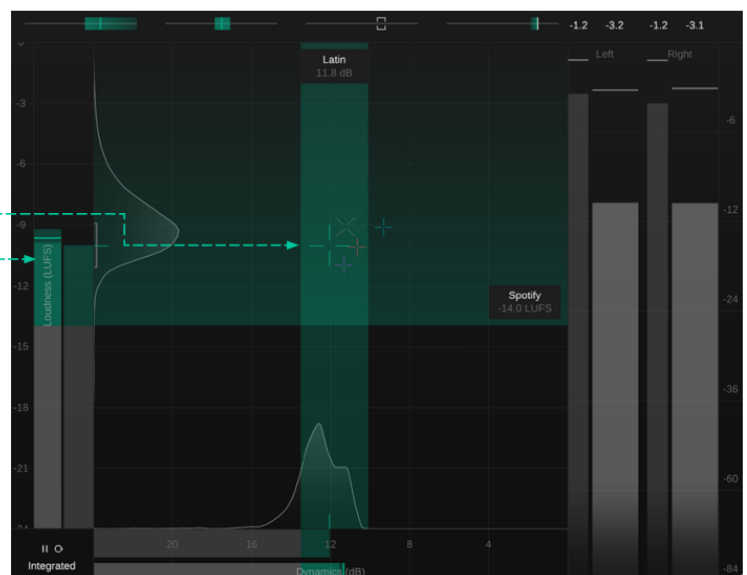 -1.2 -3.2 -1.2 -3.1
Left Right
0
-3
-6
-9
-12
-15
-18
-21
-24
Latin
11.8 dB
Spotify
-14.0 LUFS
Loudness (LUFS)
-6
-12
-24
-36
-60
-84
20 16 12 8 4
Integrated
Dynamics (dB)